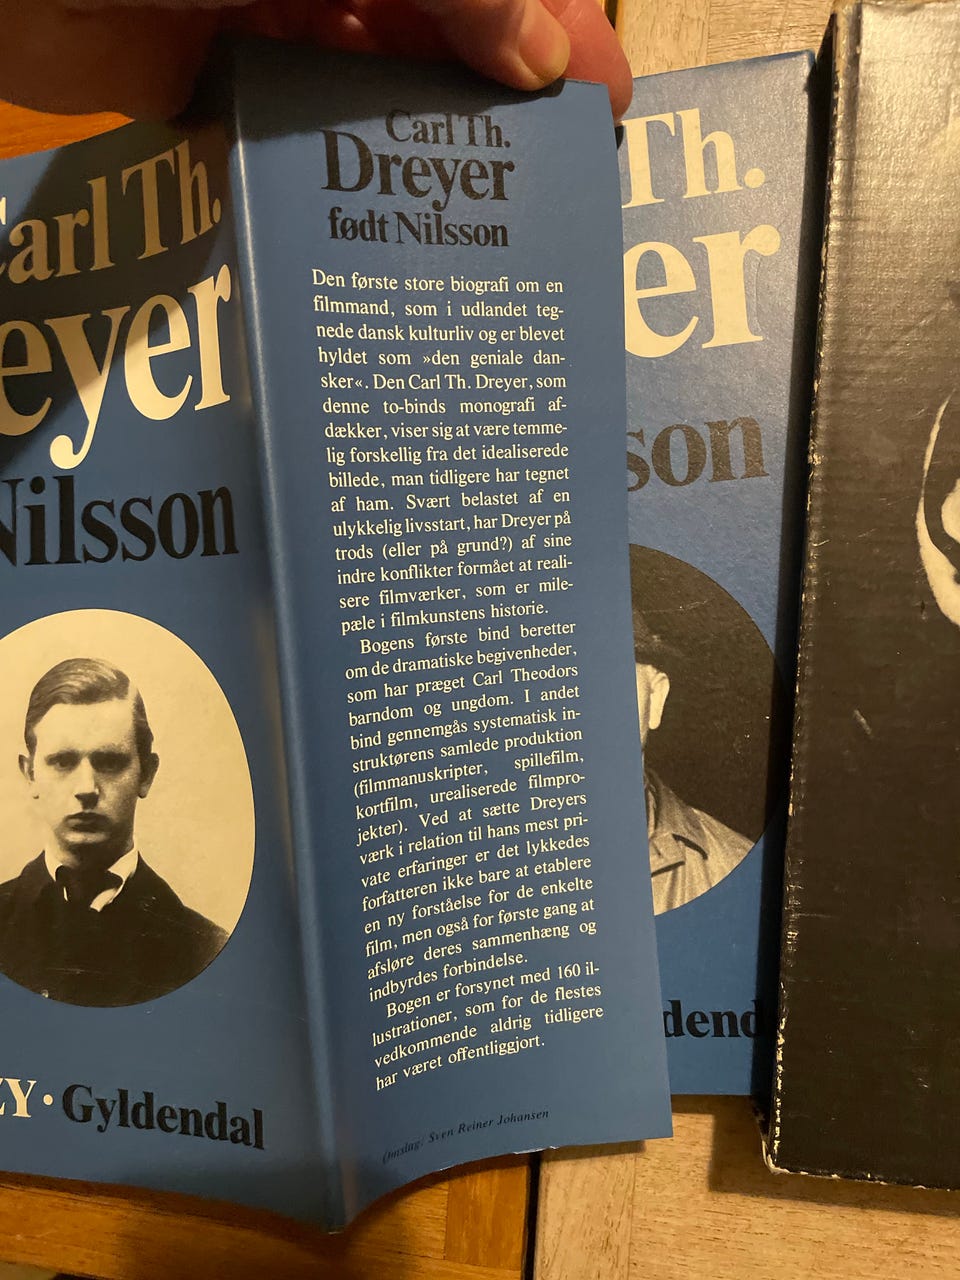 Carl Th.
eyer
Nilsson
ZY · Gyldendal
Carl Th.
Dreyer
født Nilsson
Den første store biografi om en
filmmand, som i udlandet teg-
nede dansk kulturliv og er blevet
hyldet som »den geniale dan-
sker«. Den Carl Th. Dreyer, som
denne to-binds monografi af-
dækker, viser sig at være temme-
lig forskellig fra det idealiserede
billede, man tidligere har tegnet
af ham. Svært belastet af en
ulykkelig livsstart, har Dreyer på
trods (eller på grund?) af sine
indre konflikter formået at reali-
sere filmværker, som er mile-
pæle i filmkunstens historie.
Bogens første bind beretter
om de dramatiske begivenheder,
som har præget Carl Theodors
barndom og ungdom. I andet
bind gennemgås systematisk in-
struktørens samlede produktion
(filmmanuskripter, spillefilm,
kortfilm, urealiserede filmpro-
jekter). Ved at sætte Dreyers
værk i relation til hans mest pri-
vate erfaringer er det lykkedes
forfatteren ikke bare at etablere
en ny forståelse for de enkelte
film, men også for første gang at
afsløre deres sammenhæng og
indbyrdes forbindelse.
Bogen er forsynet med 160 il-
lustrationer, som for de flestes
vedkommende aldrig tidligere
har været offentliggjort.
Omslag: Sven Reiner Johansen
Th.
er
son
dend